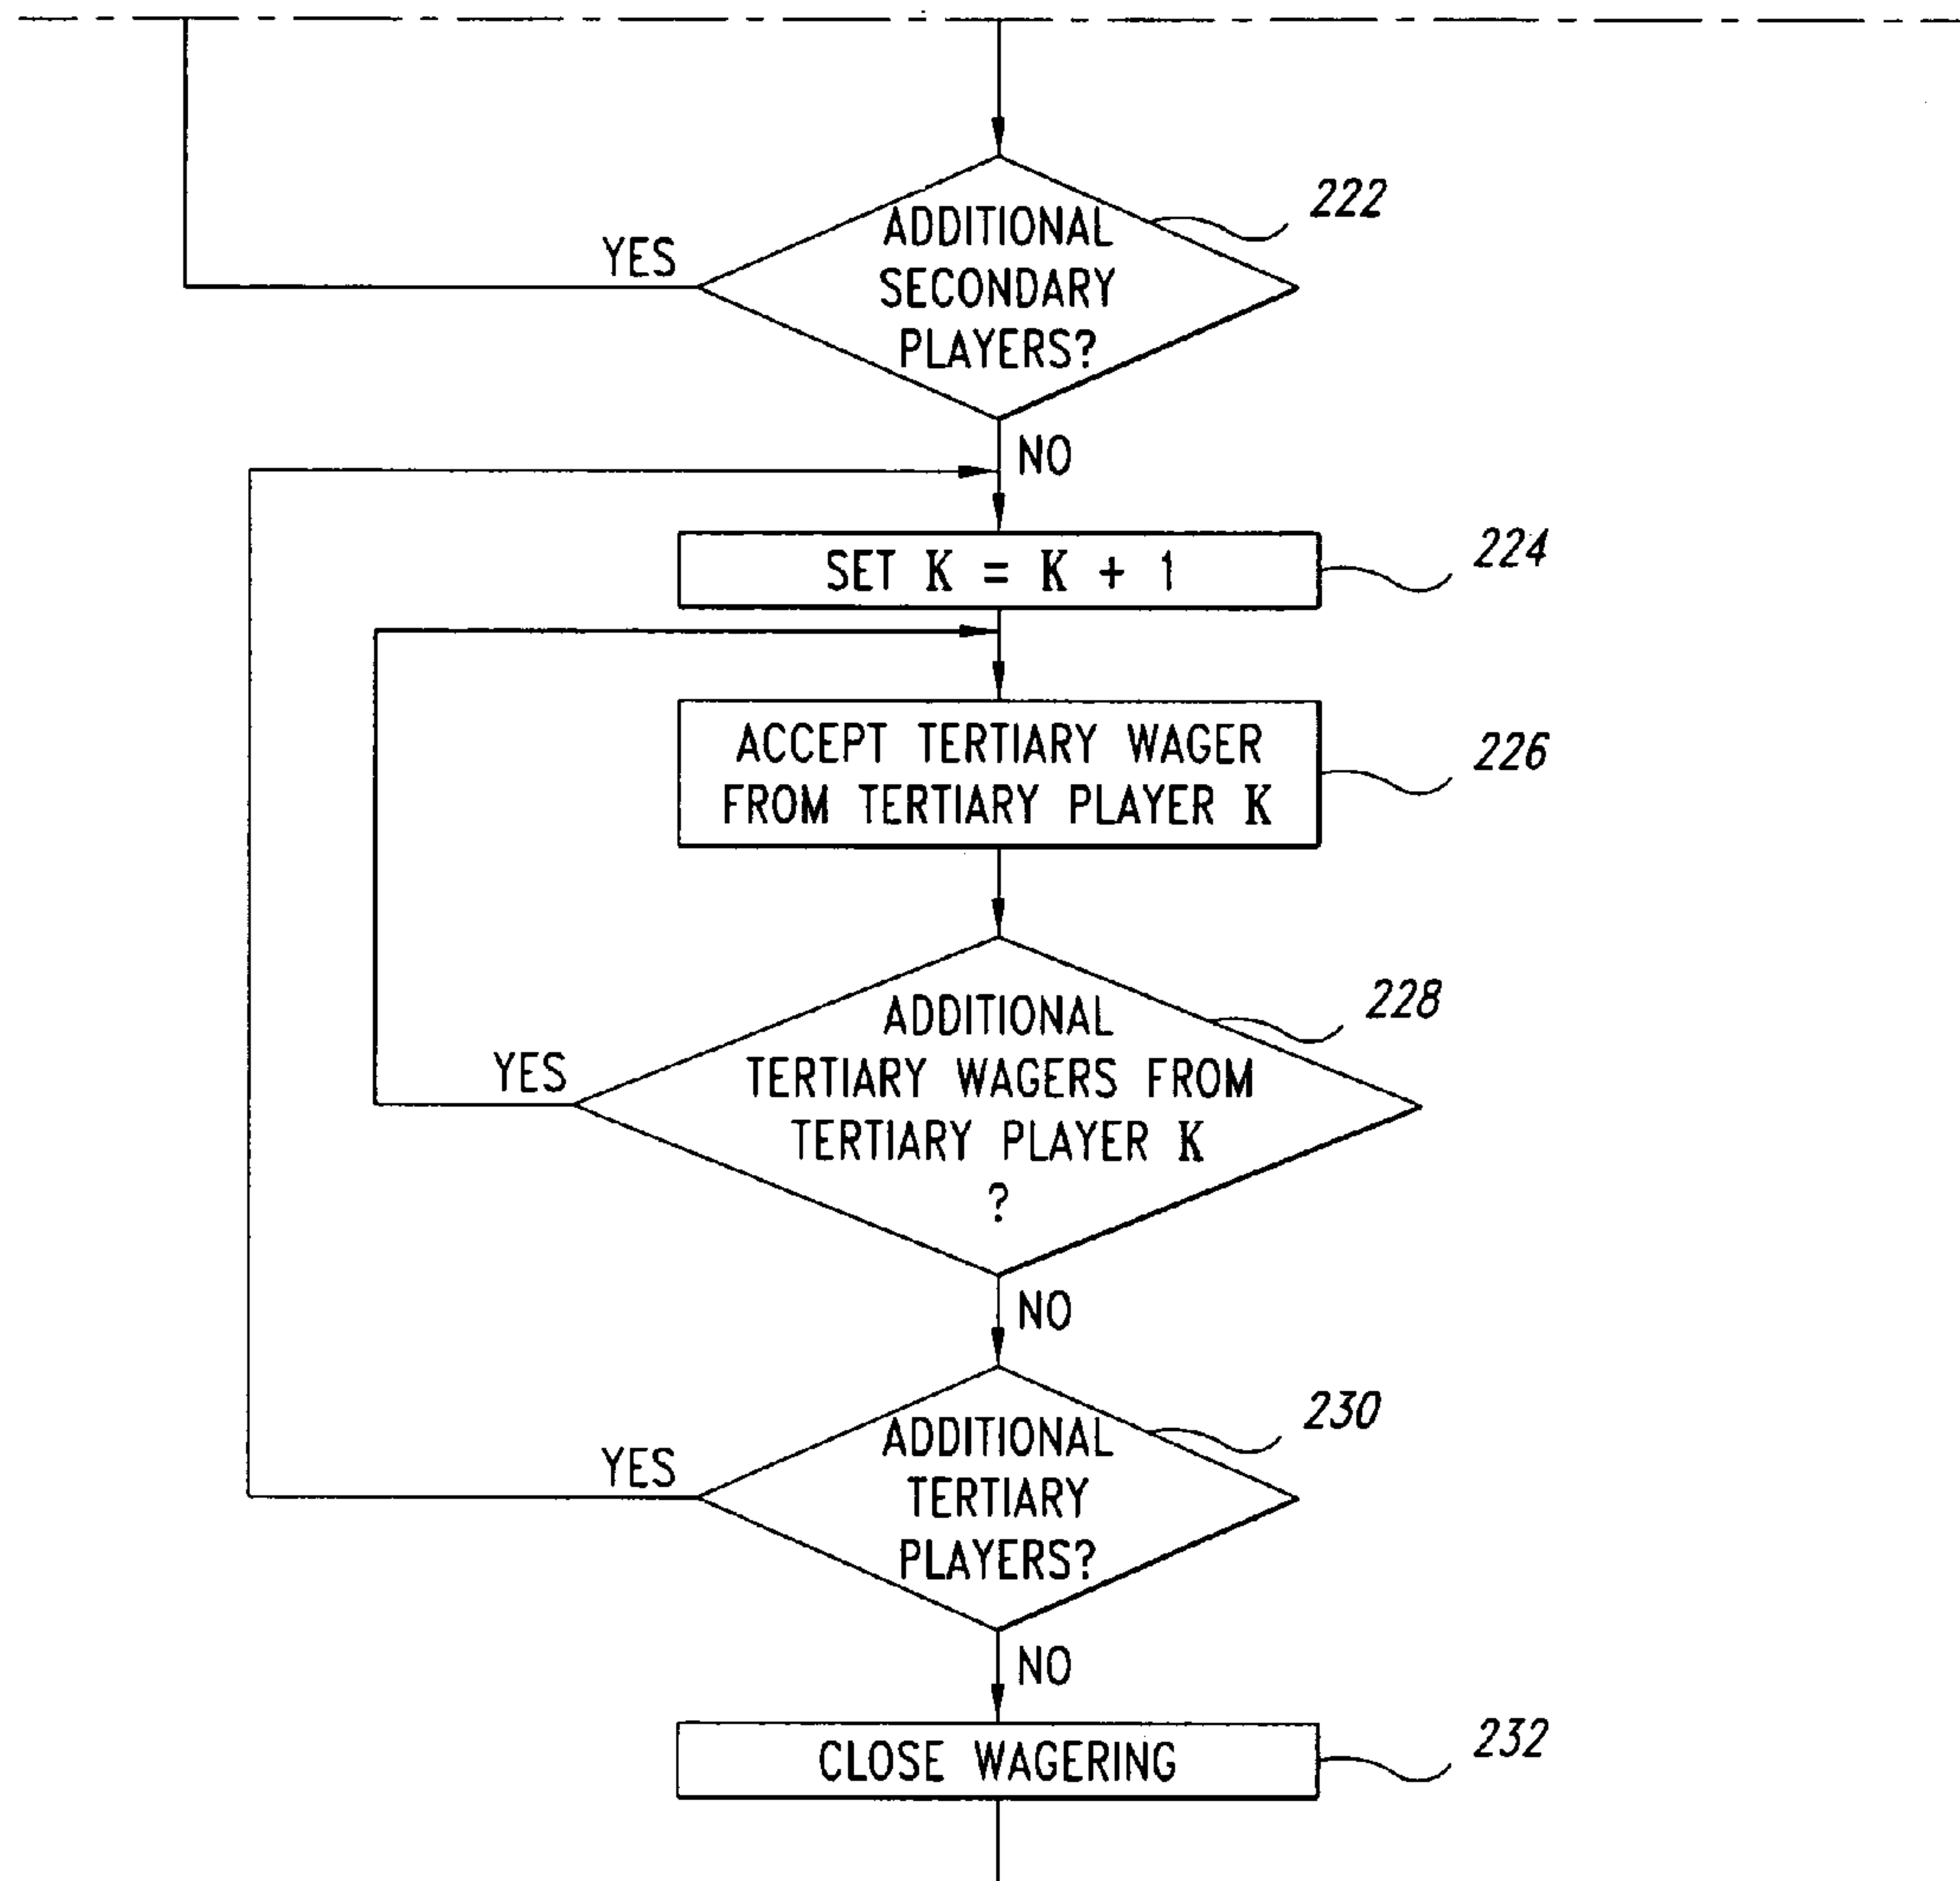 222
ADDITIONAL
SECONDARY
PLAYERS?
YES
NO
SET K = K + 1
224
ACCEPT TERTIARY WAGER
FROM TERTIARY PLAYER K
226
ADDITIONAL
TERTIARY WAGERS FROM
TERTIARY PLAYER K
?
228
YES
NO
ADDITIONAL
TERTIARY
PLAYERS?
230
YES
NO
CLOSE WAGERING
232